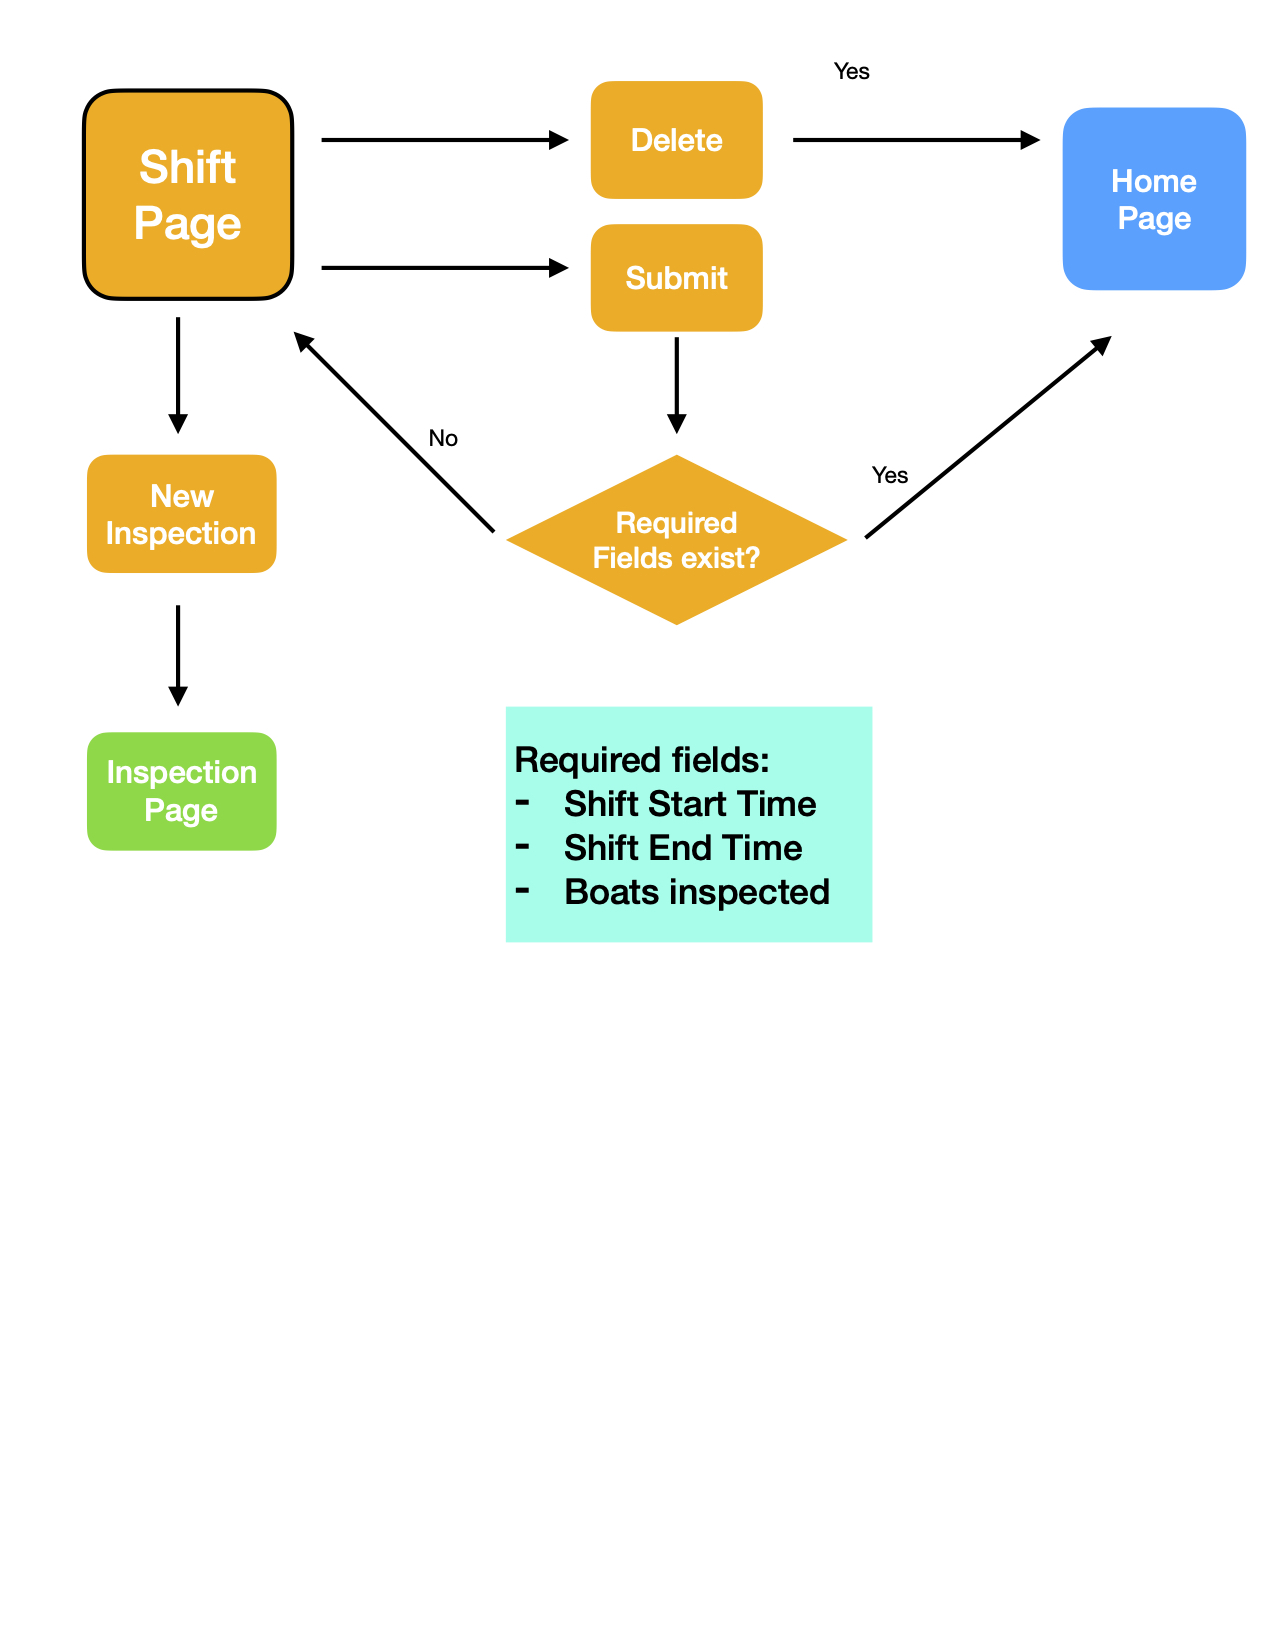 Yes
Shift
Page
Delete
Home
Page
Submit
No
Yes
New
Inspection
Required
Fields exist?
Inspection
Page
Required fields:
- Shift Start Time
- Shift End Time
- Boats inspected